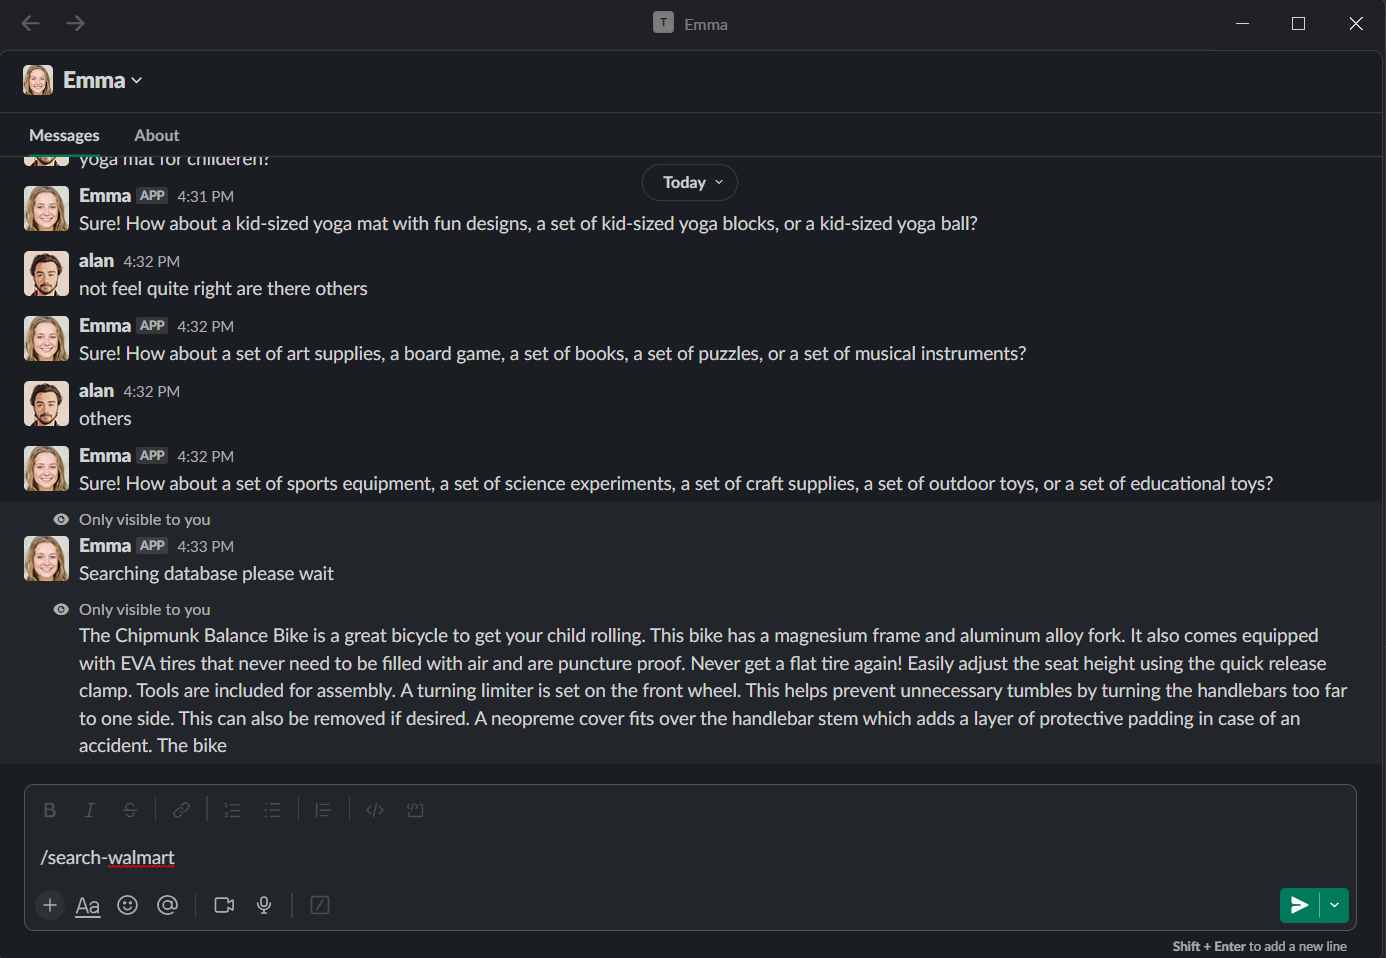 T Emma
Emma
Messages About
yoga mat for childeren?
Today
Emma APP 4:31 PM
Sure! How about a kid-sized yoga mat with fun designs, a set of kid-sized yoga blocks, or a kid-sized yoga ball?
alan 4:32 PM
not feel quite right are there others
Emma APP 4:32 PM
Sure! How about a set of art supplies, a board game, a set of books, a set of puzzles, or a set of musical instruments?
alan 4:32 PM
others
Emma APP 4:32 PM
Sure! How about a set of sports equipment, a set of science experiments, a set of craft supplies, a set of outdoor toys, or a set of educational toys?
Only visible to you
Emma APP 4:33 PM
Searching database please wait
Only visible to you
The Chipmunk Balance Bike is a great bicycle to get your child rolling. This bike has a magnesium frame and aluminum alloy fork. It also comes equipped
with EVA tires that never need to be filled with air and are puncture proof. Never get a flat tire again! Easily adjust the seat height using the quick release
clamp. Tools are included for assembly. A turning limiter is set on the front wheel. This helps prevent unnecessary tumbles by turning the handlebars too far
to one side. This can also be removed if desired. A neopreme cover fits over the handlebar stem which adds a layer of protective padding in case of an
accident. The bike
/search-walmart
Aa
Shift + Enter to add a new line